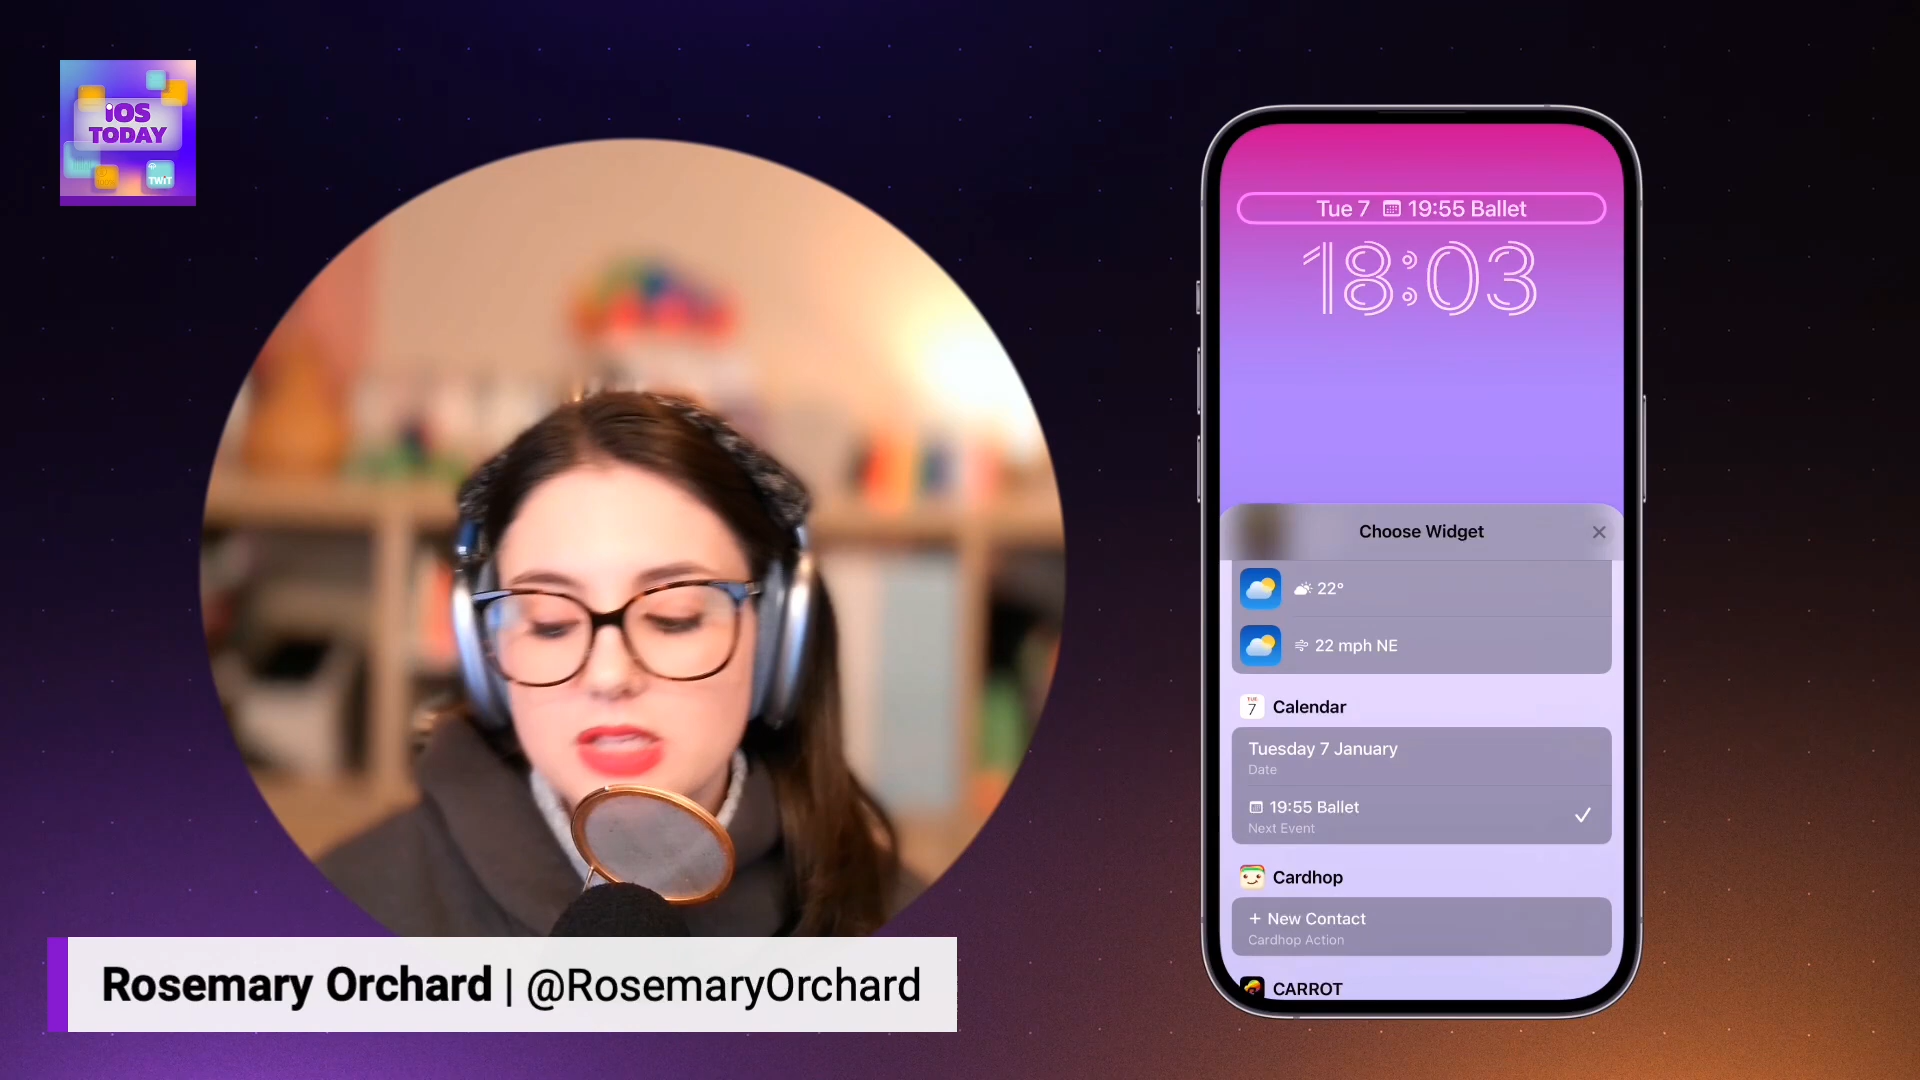 iOS
TODAY
TWiT
Tue 7 19:55 Ballet
18:03
Choose Widget
22°
22 mph NE
TUE
7
Calendar
Tuesday 7 January
Date
19:55 Ballet
Next Event
Cardhop
+ New Contact
Cardhop Action
CARROT
Rosemary Orchard | @RosemaryOrchard